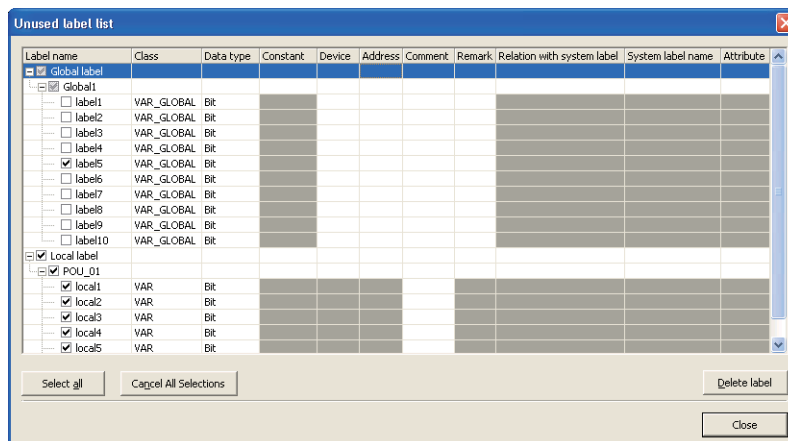 Unused label list
Label name Class Data type Constant Device Address Comment Remark Relation with system label System label name Attribute
Global label
Global1
label1 VAR_GLOBAL Bit
label2 VAR_GLOBAL Bit
label3 VAR_GLOBAL Bit
label4 VAR_GLOBAL Bit
label5 VAR_GLOBAL Bit
label6 VAR_GLOBAL Bit
label7 VAR_GLOBAL Bit
label8 VAR_GLOBAL Bit
label9 VAR_GLOBAL Bit
label10 VAR_GLOBAL Bit
Local label
POU_01
local1 VAR Bit
local2 VAR Bit
local3 VAR Bit
local4 VAR Bit
local5 VAR Bit
Select all Cancel All Selections Delete label
Close